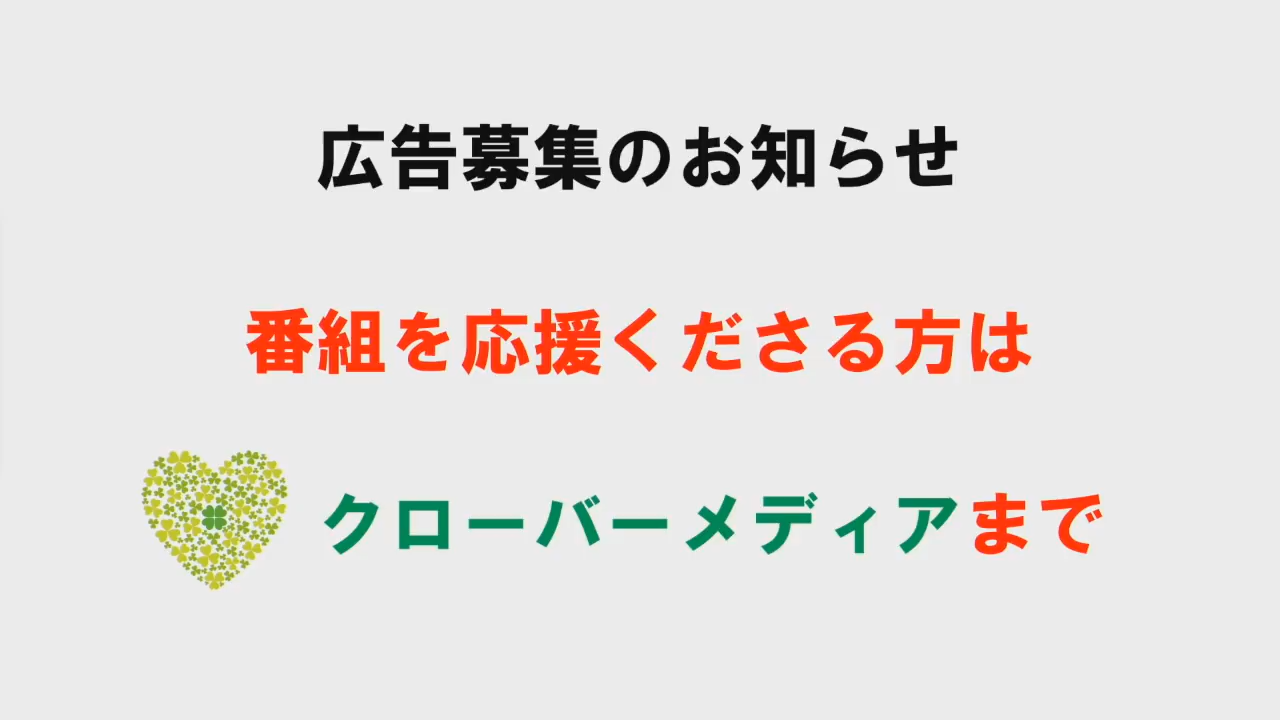 広告募集のお知らせ
番組を応援くださる方は
クローバーメディアまで